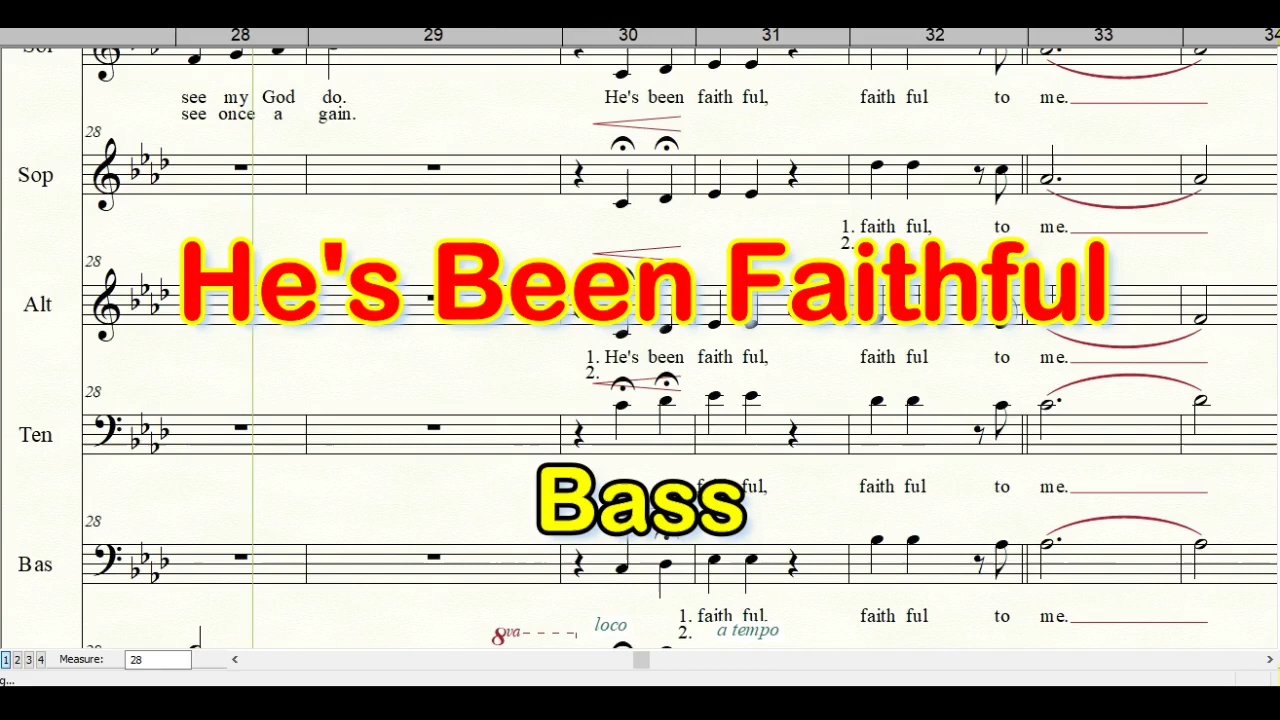 28 29 30 31 32 33 34
see my God do. He's been faith ful, faith ful to me.
see once a gain.
28
Sop
1. faith ful, to me.
2.
He's Been Faithful
28
Alt
1. He's been faith ful, faith ful to me.
2.
28
Ten
ful, faith ful to me.
Bass
28
Bas
1. faith ful. faith ful to me.
2.
8va loco a tempo
1 2 3 4 Measure: 28
g...